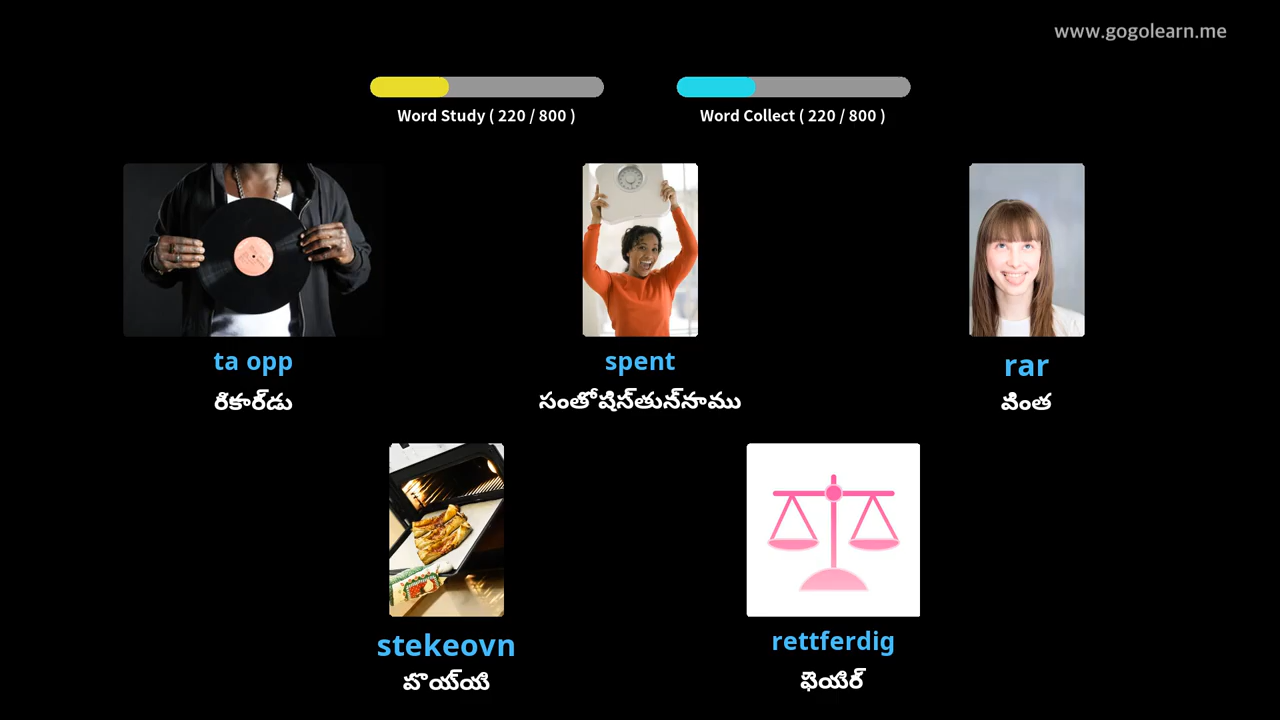 www.gogolearn.me
Word Study ( 220 / 800 )
Word Collect ( 220 / 800 )
ta opp
spent
rar
రికార్‌డు
సంతోషిస్‌తున్‌నాము
వింత
stekeovn
rettferdig
పొయ్‌యి
ఫెయిర్